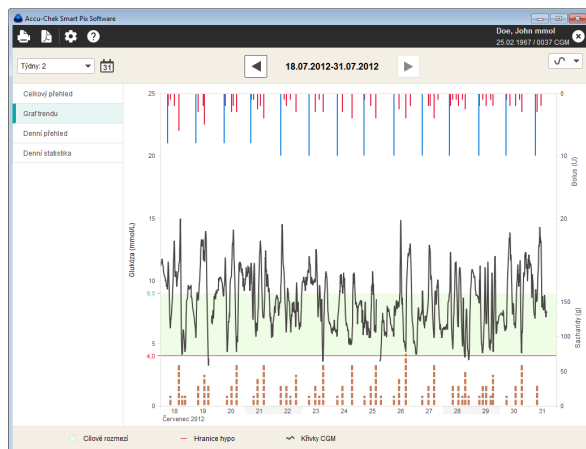 Accu-Chek Smart Pix Software
Doe, John mmol
25.02.1967 / 0037 CGM
Týdny: 2
31
18.07.2012-31.07.2012
Celkový přehled
Graf trendu
Denní přehled
Denní statistika
25
20
15
10
9,0
5
4,0
0
Glukóza (mmol/L)
0
10
20
Bolus (U)
150
100
50
0
Sacharidy (g)
18 19 20 21 22 23 24 25 26 27 28 29 30 31
Červenec 2012
Cílové rozmezí
Hranice hypo
Křivky CGM